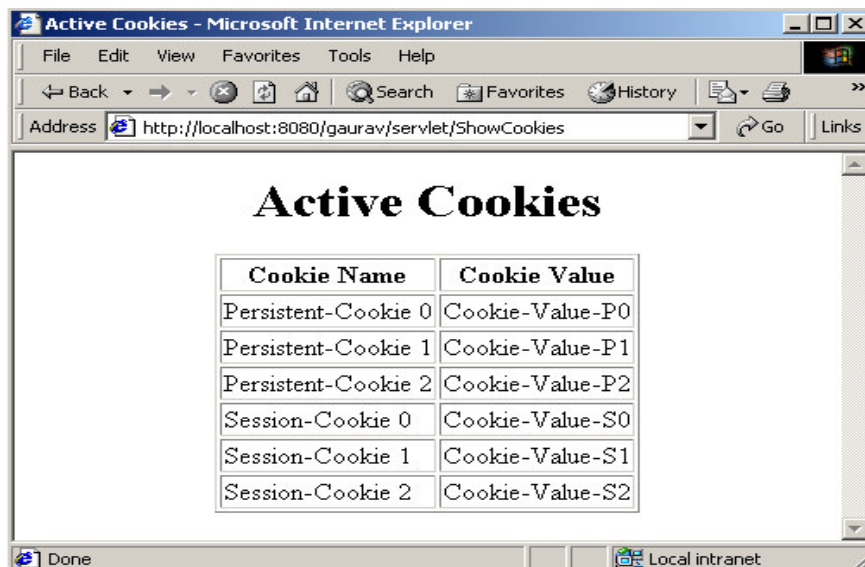 Active Cookies - Microsoft Internet Explorer
File Edit View Favorites Tools Help
Back Search Favorites History »
Address http://localhost:8080/gaurav/servlet/ShowCookies Go Links
Active Cookies
Cookie Name Cookie Value
Persistent-Cookie 0 Cookie-Value-P0
Persistent-Cookie 1 Cookie-Value-P1
Persistent-Cookie 2 Cookie-Value-P2
Session-Cookie 0 Cookie-Value-S0
Session-Cookie 1 Cookie-Value-S1
Session-Cookie 2 Cookie-Value-S2
Done Local intranet